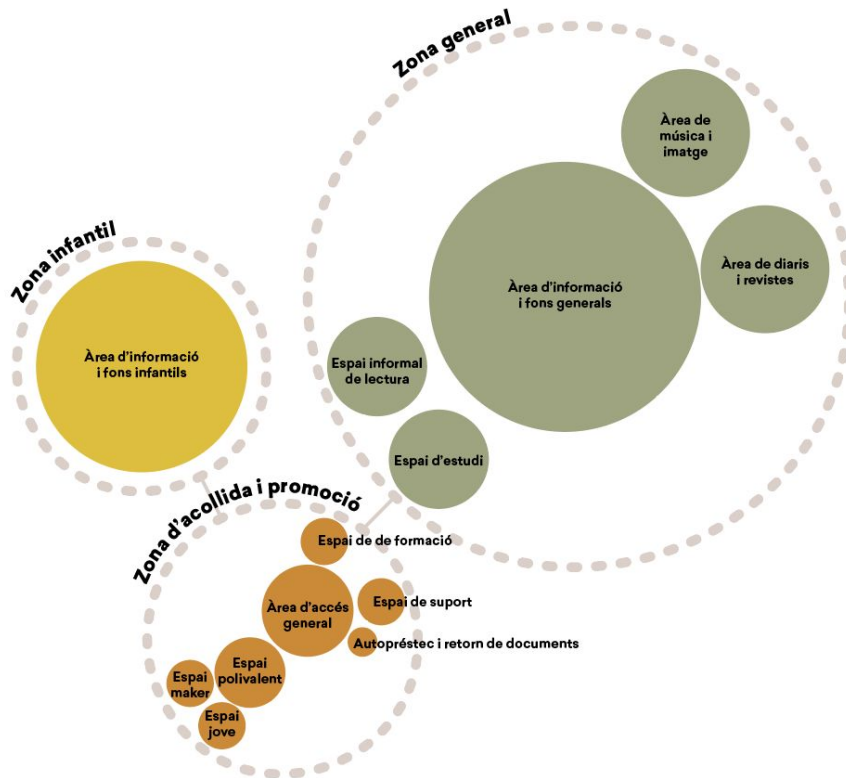 Zona general
Àrea de
música i
imatge
Àrea d'informació
i fons generals
Àrea de diaris
i revistes
Espai informal
de lectura
Espai d'estudi
Zona infantil
Àrea d'informació
i fons infantils
Zona d'acollida i promoció
Espai de de formació
Àrea d'accés
general
Espai de suport
Autopréstec i retorn de documents
Espai
polivalent
Espai
maker
Espai
jove